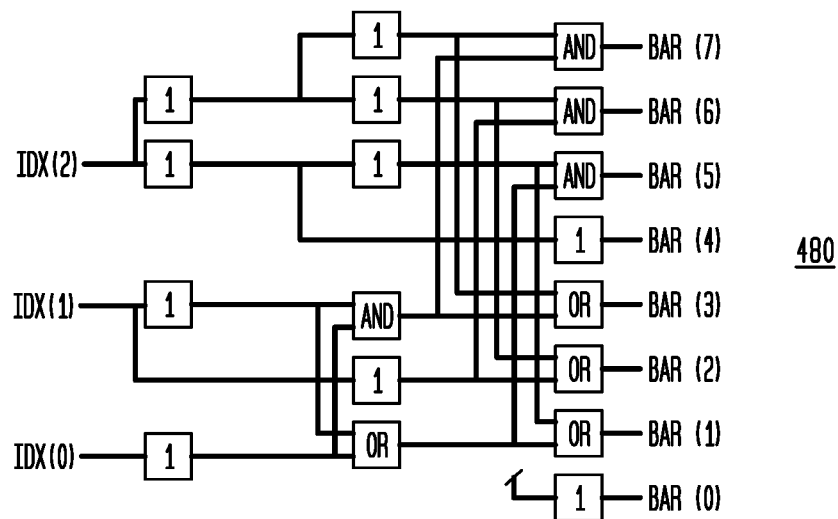 1 AND BAR (7)
1 1 AND BAR (6)
IDX(2) 1 1 AND BAR (5)
1 BAR (4)
480
IDX(1) 1 AND OR BAR (3)
1 OR BAR (2)
IDX(0) 1 OR OR BAR (1)
1 BAR (0)